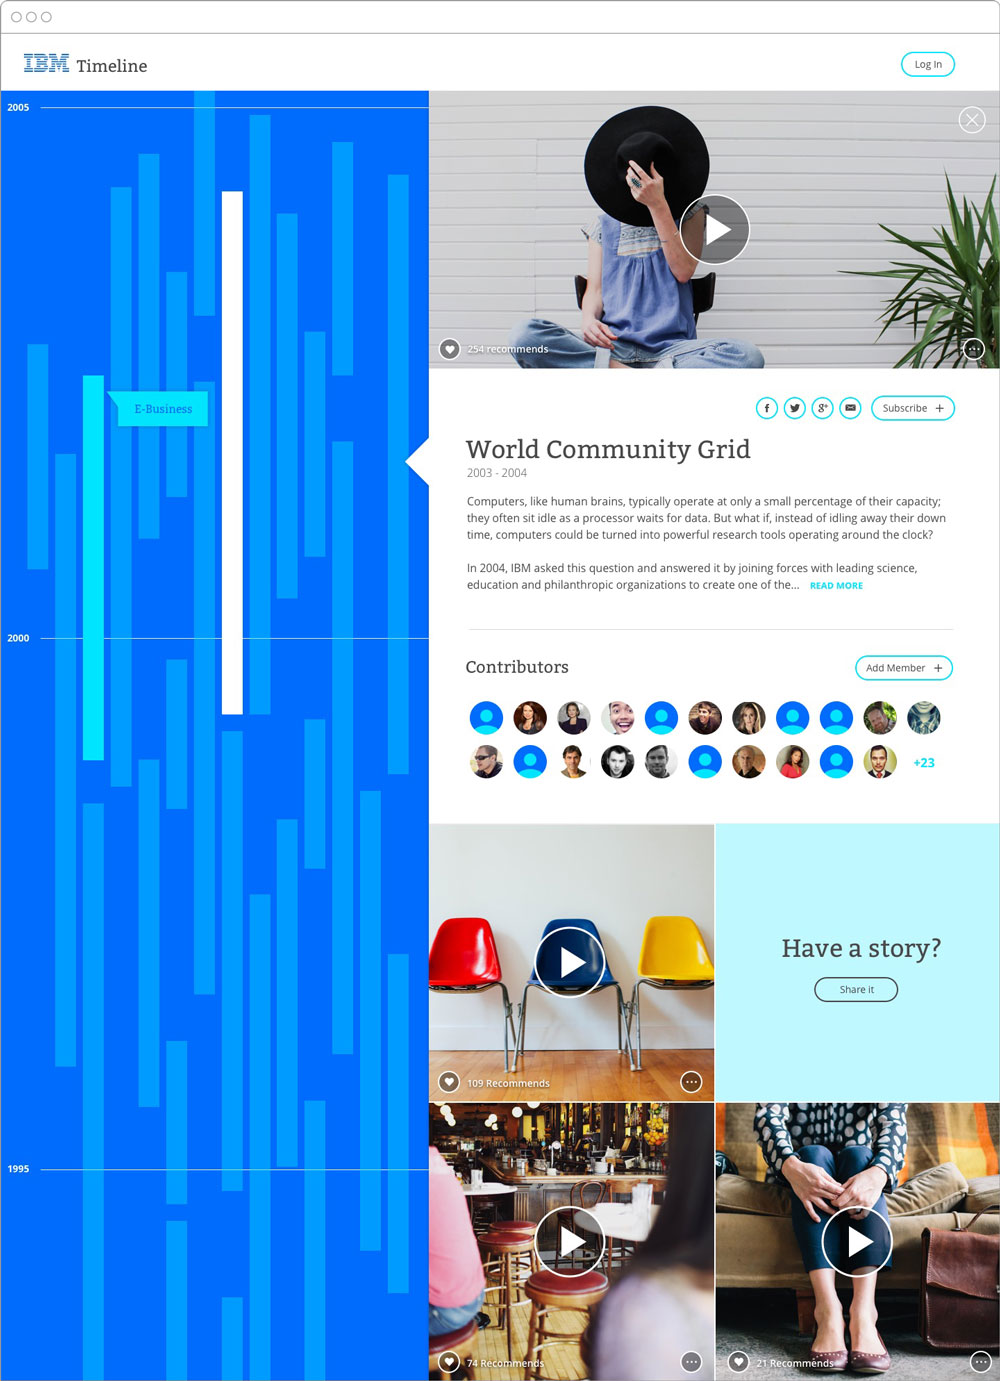 IBM Timeline
Log In
2005
254 recommends
E-Business
f g+ Subscribe +
World Community Grid
2003 - 2004
Computers, like human brains, typically operate at only a small percentage of their capacity;
they often sit idle as a processor waits for data. But what if, instead of idling away their down
time, computers could be turned into powerful research tools operating around the clock?
In 2004, IBM asked this question and answered it by joining forces with leading science,
education and philanthropic organizations to create one of the... READ MORE
2000
Contributors
Add Member +
+23
Have a story?
Share it
109 Recommends
1995
74 Recommends
21 Recommends